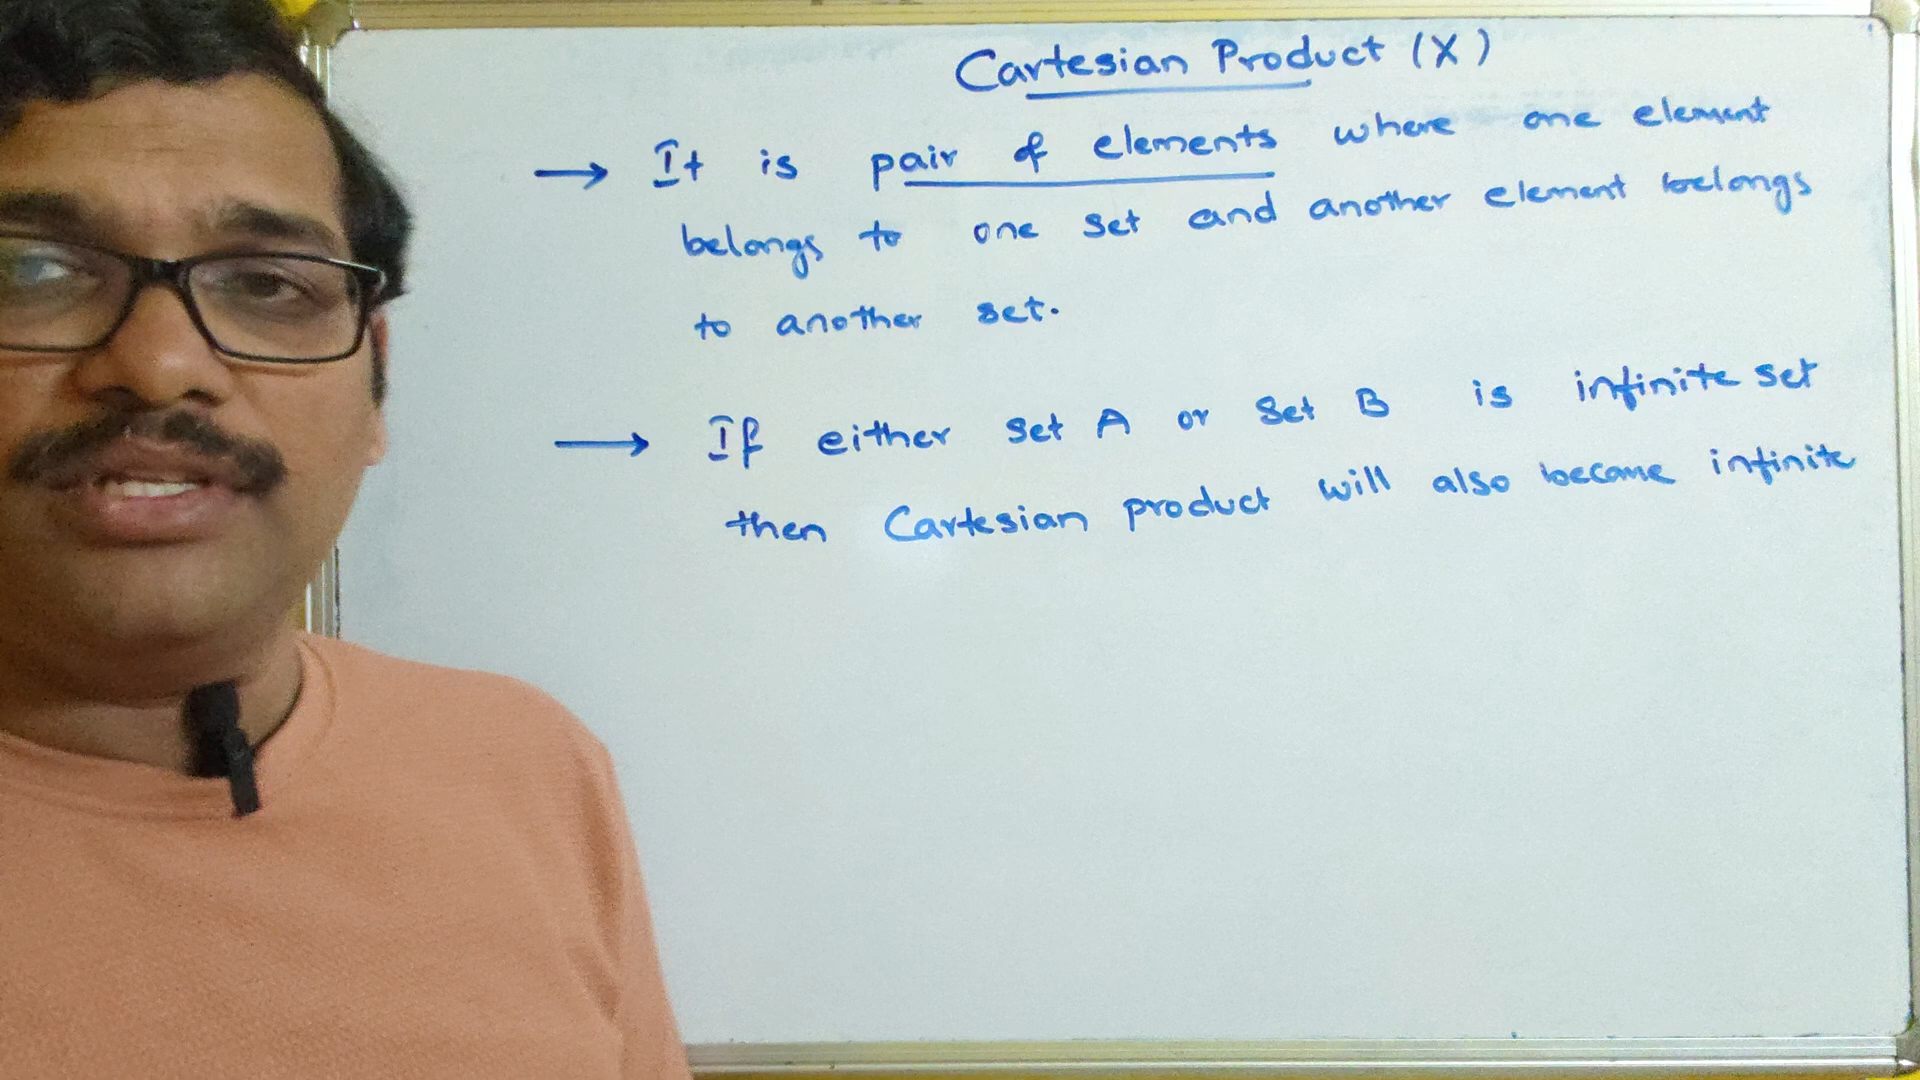 Cartesian Product (X)
→ It is pair of elements where one element
belongs to one set and another element belongs
to another set.
→ If either set A or set B is infinite set
then Cartesian product will also become infinite